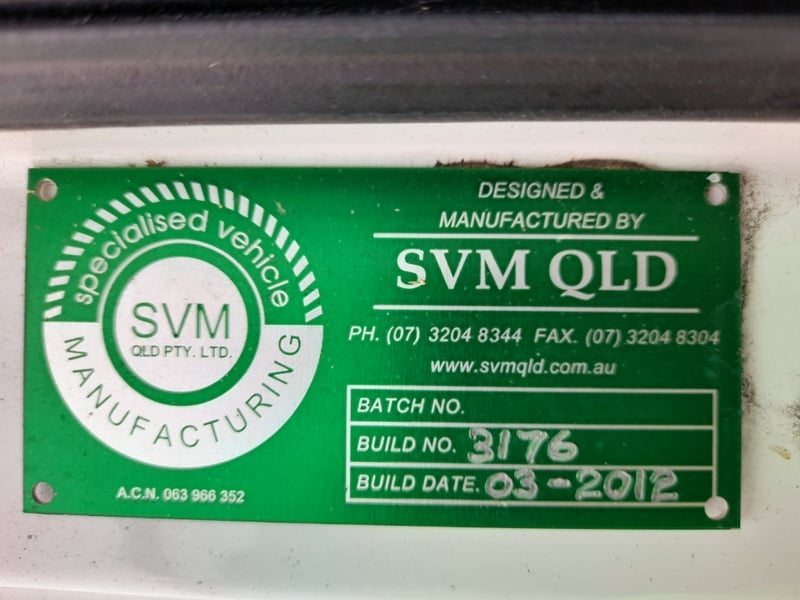 specialised vehicle
SVM
QLD PTY. LTD.
MANUFACTURING
A.C.N. 063 966 352
DESIGNED &
MANUFACTURED BY
SVM QLD
PH. (07) 3204 8344 FAX. (07) 3204 8304
www.svmqld.com.au
BATCH NO.
BUILD NO. 3176
BUILD DATE. 03-2012